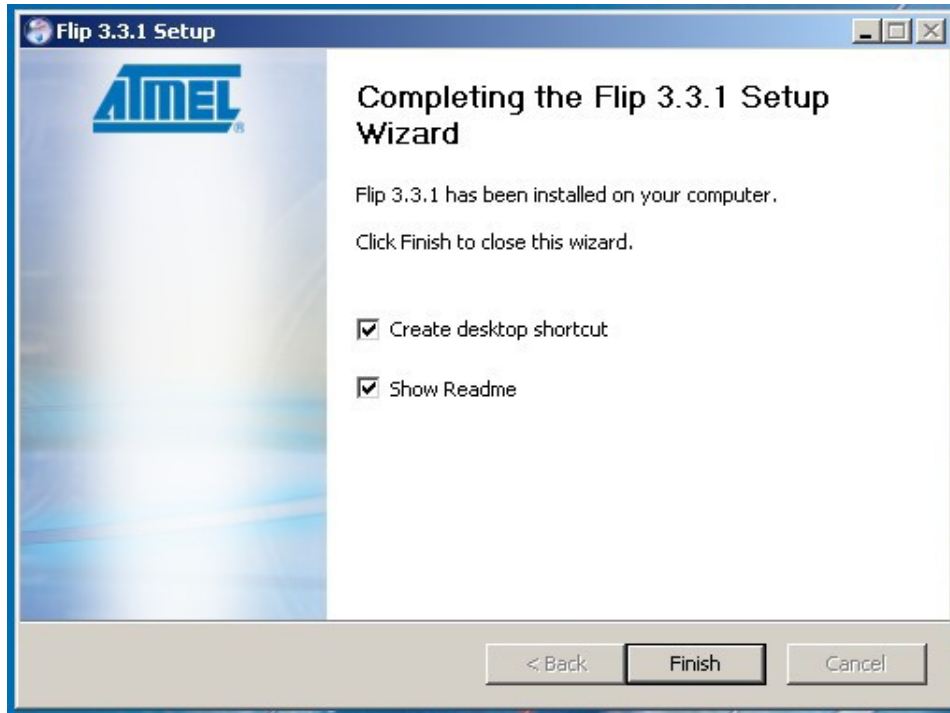 Flip 3.3.1 Setup
ATMEL
®
Completing the Flip 3.3.1 Setup
Wizard
Flip 3.3.1 has been installed on your computer.
Click Finish to close this wizard.
Create desktop shortcut
Show Readme
< Back Finish Cancel